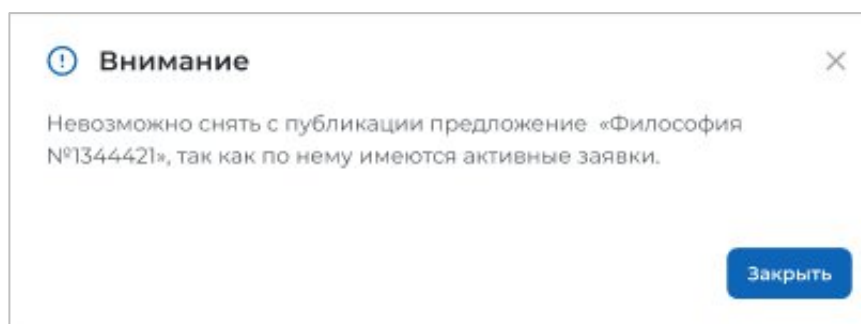 Внимание
Невозможно снять с публикации предложение «Философия
№1344421», так как по нему имеются активные заявки.
Закрыть